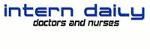 intern daily
doctors and nurses